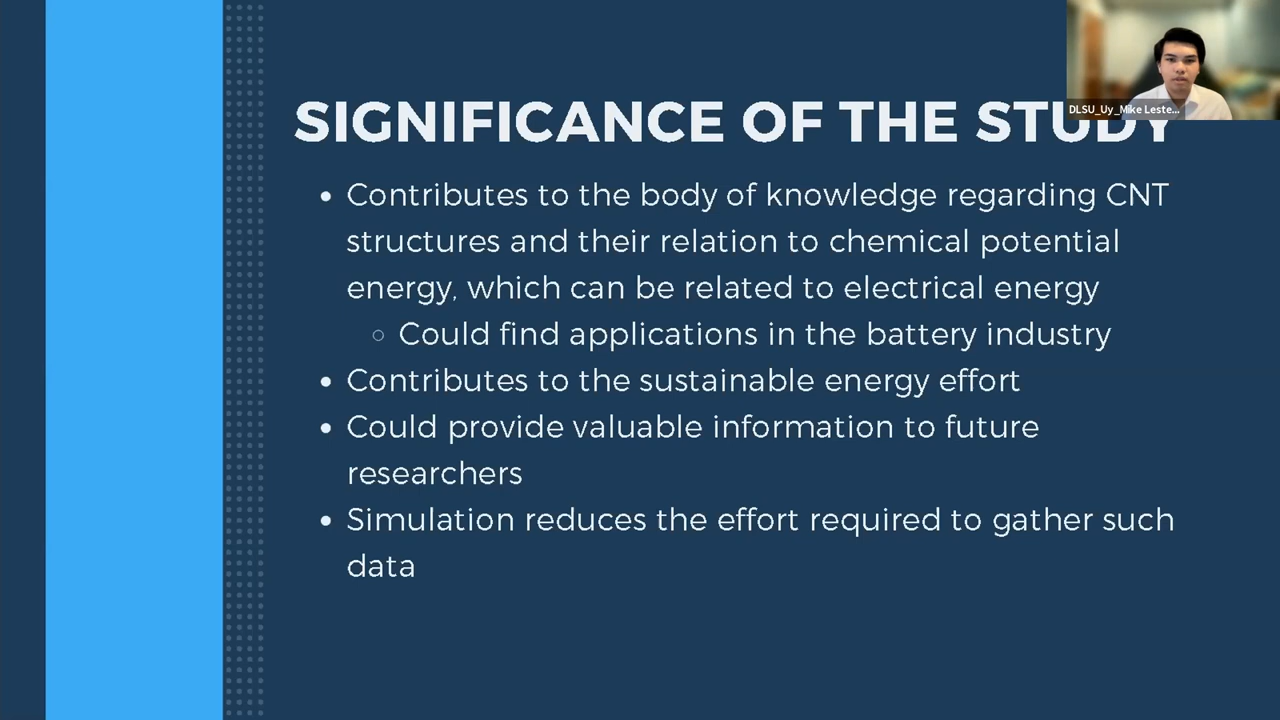 DLSU_Uy_Mike Leste...
SIGNIFICANCE OF THE STUDY
• Contributes to the body of knowledge regarding CNT
structures and their relation to chemical potential
energy, which can be related to electrical energy
○ Could find applications in the battery industry
• Contributes to the sustainable energy effort
• Could provide valuable information to future
researchers
• Simulation reduces the effort required to gather such
data